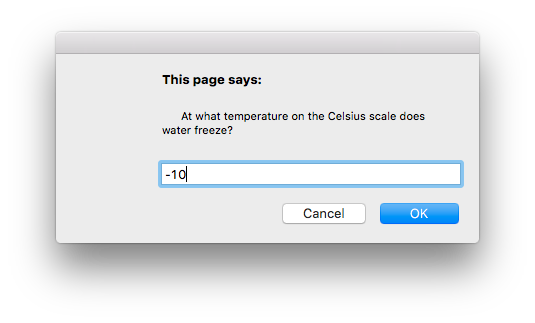 This page says:
At what temperature on the Celsius scale does
water freeze?
-10
Cancel
OK